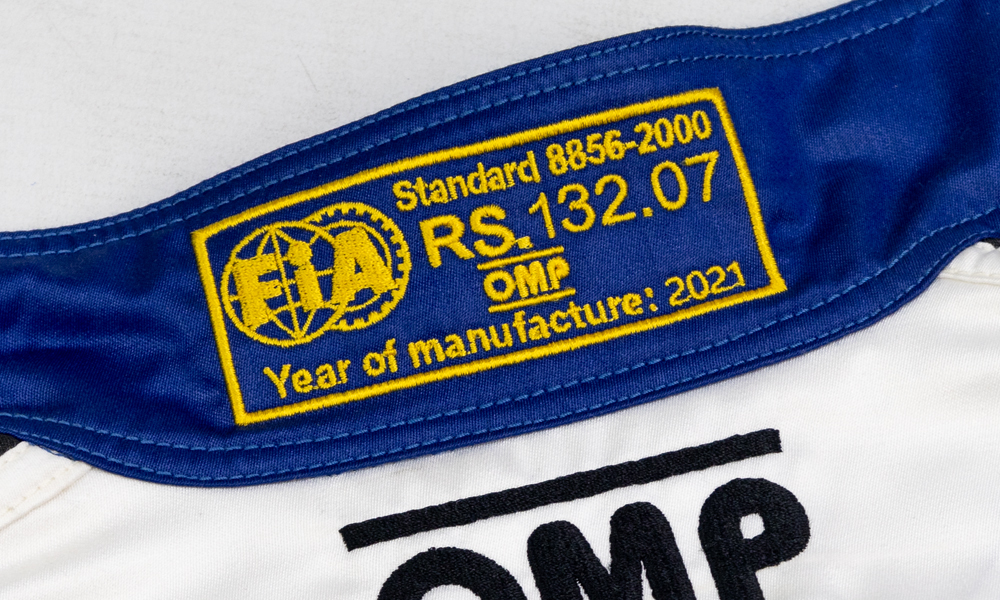 FiA
Standard 8856-2000
RS.132.07
OMP
Year of manufacture: 2021
OMP